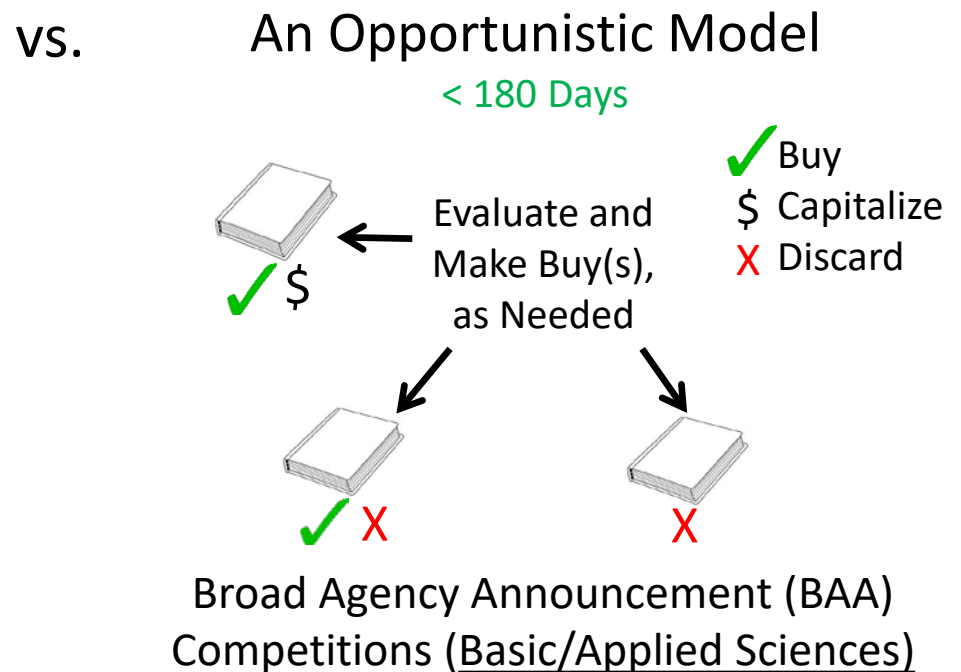 vs.
An Opportunistic Model
< 180 Days
✓ Buy
$ Capitalize
X Discard
Evaluate and
Make Buy(s),
as Needed
✓ $
✓ X
X
Broad Agency Announcement (BAA)
Competitions (Basic/Applied Sciences)